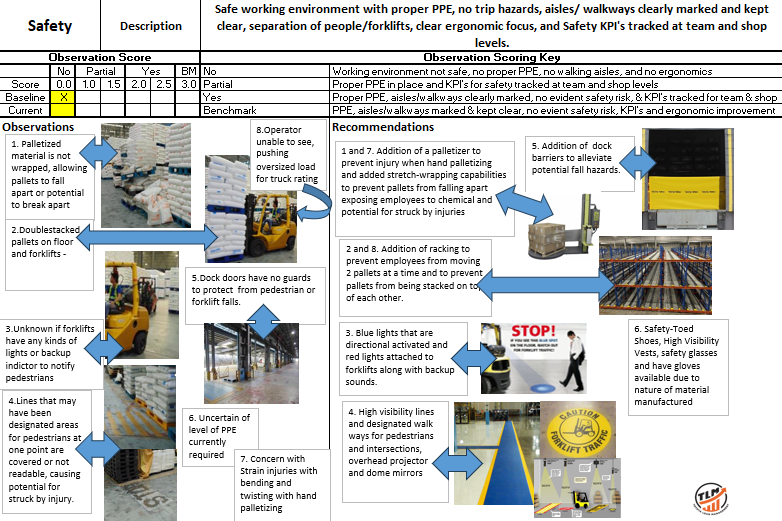 Safety
Description
Safe working environment with proper PPE, no trip hazards, aisles/ walkways clearly marked and kept
clear, separation of people/forklifts, clear ergonomic focus, and Safety KPI's tracked at team and shop
levels.
Observation Score
Observation Scoring Key
No Partial Yes BM
No Working environment not safe, no proper PPE, no walking aisles, and no ergonomics
Score 0.0 1.0 1.5 2.0 2.5 3.0
Partial Proper PPE in place and KPI's for safety tracked at team and shop levels
Baseline X
Yes Proper PPE, aisles/walkways clearly marked, no evident safety risk, & KPI's tracked for team & shop
Current
Benchmark PPE, aisles/walkways marked & kept clear, no evient safety risk, KPI's and ergonomic improvement
Observations
1. Palletized
material is not
wrapped, allowing
pallets to fall
apart or potential
to break apart
8.Operator
unable to see,
pushing
oversized load
for truck rating
2.Doublestacked
pallets on floor
and forklifts -
5.Dock doors have no guards
to protect from pedestrian or
forklift falls.
3.Unknown if forklifts
have any kinds of
lights or backup
indictor to notify
pedestrians
4.Lines that may
have been
designated areas
for pedestrians at
one point are
covered or not
readable, causing
potential for
struck by injury.
6. Uncertain of
level of PPE
currently
required
7. Concern with
Strain injuries with
bending and
twisting with hand
palletizing
Recommendations
1 and 7. Addition of a palletizer to
prevent injury when hand palletizing
and added stretch-wrapping capabilities
to prevent pallets from falling apart
exposing employees to chemical and
potential for struck by injuries
5. Addition of dock
barriers to alleviate
potential fall hazards.
2 and 8. Addition of racking to
prevent employees from moving
2 pallets at a time and to prevent
pallets from being stacked on top
of each other.
3. Blue lights that are
directional activated and
red lights attached to
forklifts along with backup
sounds.
STOP!
IF YOU SEE THIS BLUE SPOT
ON THE FLOOR, WATCH OUT
FOR FORKLIFT TRAFFIC!
6. Safety-Toed
Shoes, High Visibility
Vests, safety glasses
and have gloves
available due to
nature of material
manufactured
4. High visibility lines
and designated walk
ways for pedestrians
and intersections,
overhead projector
and dome mirrors
CAUTION
FORKLIFT TRAFFIC
TLM